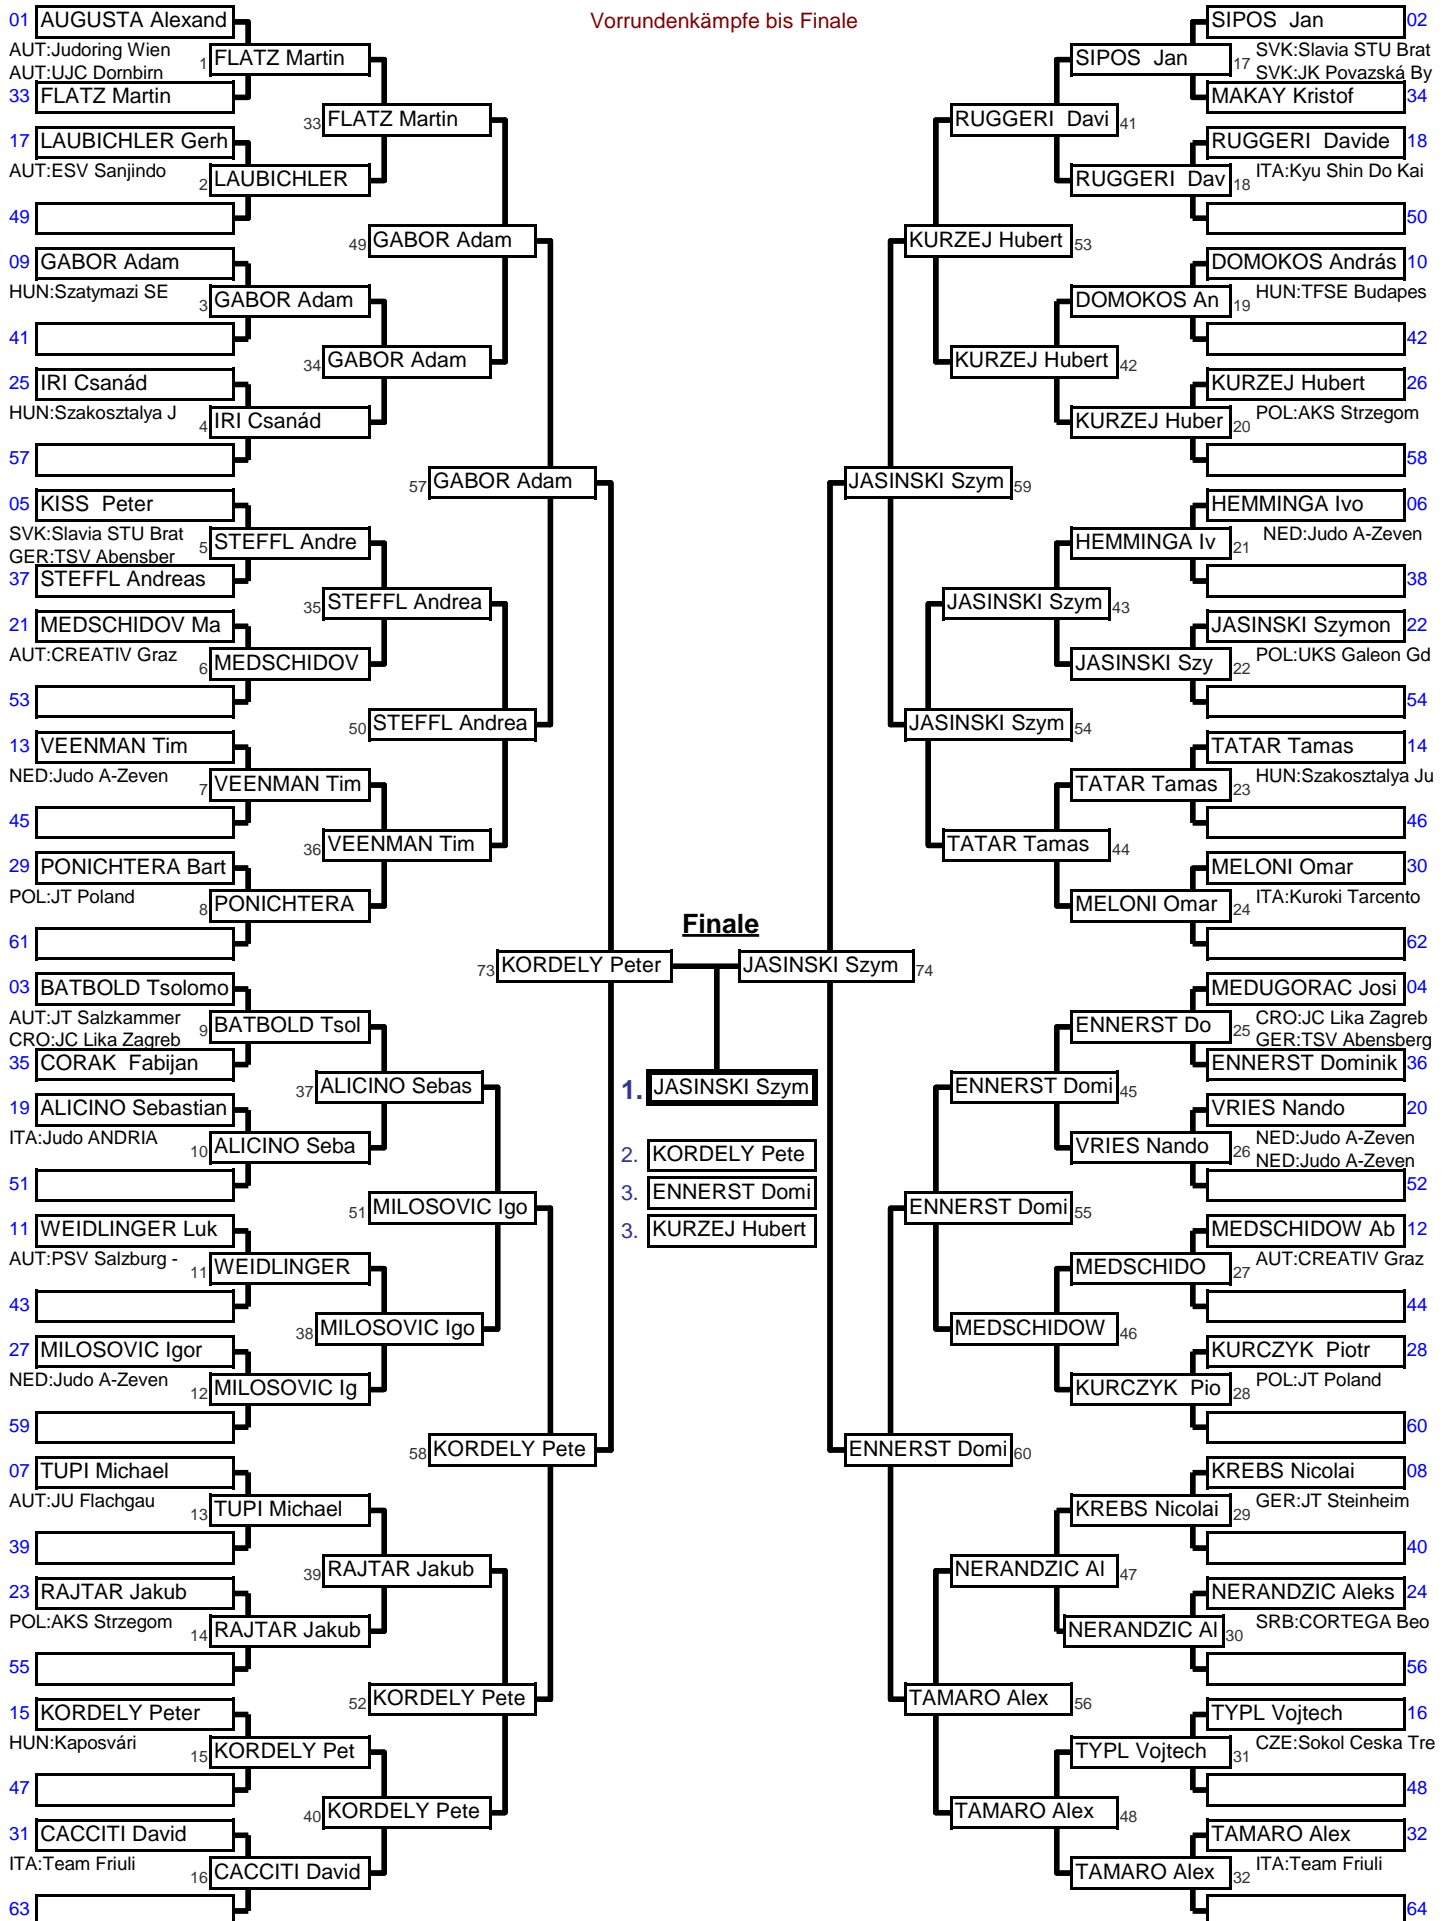 Vorrundenkämpfe bis Finale
01 AUGUSTA Alexand
AUT:Judoring Wien
1 FLATZ Martin
AUT:UJC Dornbirn
33 FLATZ Martin
33 FLATZ Martin
17 LAUBICHLER Gerh
AUT:ESV Sanjindo
2 LAUBICHLER
49
49 GABOR Adam
09 GABOR Adam
HUN:Szatymazi SE
3 GABOR Adam
41
34 GABOR Adam
25 IRI Csanád
HUN:Szakosztalya J
4 IRI Csanád
57
57 GABOR Adam
05 KISS Peter
SVK:Slavia STU Brat
5 STEFFL Andre
GER:TSV Abensber
37 STEFFL Andreas
35 STEFFL Andrea
21 MEDSCHIDOV Ma
AUT:CREATIV Graz
6 MEDSCHIDOV
53
50 STEFFL Andrea
13 VEENMAN Tim
NED:Judo A-Zeven
7 VEENMAN Tim
45
36 VEENMAN Tim
29 PONICHTERA Bart
POL:JT Poland
8 PONICHTERA
61
73 KORDELY Peter
03 BATBOLD Tsolomo
AUT:JT Salzkammer
9 BATBOLD Tsol
CRO:JC Lika Zagreb
35 CORAK Fabijan
37 ALICINO Sebas
19 ALICINO Sebastian
ITA:Judo ANDRIA
10 ALICINO Seba
51
51 MILOSOVIC Igo
11 WEIDLINGER Luk
AUT:PSV Salzburg -
11 WEIDLINGER
43
38 MILOSOVIC Igo
27 MILOSOVIC Igor
NED:Judo A-Zeven
12 MILOSOVIC Ig
59
58 KORDELY Pete
07 TUPI Michael
AUT:JU Flachgau
13 TUPI Michael
39
39 RAJTAR Jakub
23 RAJTAR Jakub
POL:AKS Strzegom
14 RAJTAR Jakub
55
52 KORDELY Pete
15 KORDELY Peter
HUN:Kaposvári
15 KORDELY Pet
47
40 KORDELY Pete
31 CACCITI David
ITA:Team Friuli
16 CACCITI David
63
Finale
1. JASINSKI Szym
2. KORDELY Pete
3. ENNERST Domi
3. KURZEJ Hubert
SIPOS Jan 02
SVK:Slavia STU Brat
SIPOS Jan 17
SVK:JK Povazská By
MAKAY Kristof 34
RUGGERI Davi 41
RUGGERI Davide 18
ITA:Kyu Shin Do Kai
RUGGERI Dav 18
50
KURZEJ Hubert 53
DOMOKOS András 10
HUN:TFSE Budapes
DOMOKOS An 19
42
KURZEJ Hubert 42
KURZEJ Hubert 26
POL:AKS Strzegom
KURZEJ Huber 20
58
JASINSKI Szym 59
HEMMINGA Ivo 06
NED:Judo A-Zeven
HEMMINGA Iv 21
38
JASINSKI Szym 43
JASINSKI Szymon 22
POL:UKS Galeon Gd
JASINSKI Szy 22
54
JASINSKI Szym 54
TATAR Tamas 14
HUN:Szakosztalya Ju
TATAR Tamas 23
46
TATAR Tamas 44
MELONI Omar 30
ITA:Kuroki Tarcento
MELONI Omar 24
62
JASINSKI Szym 74
MEDUGORAC Josi 04
CRO:JC Lika Zagreb
ENNERST Do 25
GER:TSV Abensberg
ENNERST Dominik 36
ENNERST Domi 45
VRIES Nando 20
NED:Judo A-Zeven
VRIES Nando 26
NED:Judo A-Zeven
52
ENNERST Domi 55
MEDSCHIDOW Ab 12
AUT:CREATIV Graz
MEDSCHIDO 27
44
MEDSCHIDOW 46
KURCZYK Piotr 28
POL:JT Poland
KURCZYK Pio 28
60
ENNERST Domi 60
KREBS Nicolai 08
GER:JT Steinheim
KREBS Nicolai 29
40
NERANDZIC Al 47
NERANDZIC Aleks 24
SRB:CORTEGA Beo
NERANDZIC Al 30
56
TAMARO Alex 56
TYPL Vojtech 16
CZE:Sokol Ceska Tre
TYPL Vojtech 31
48
TAMARO Alex 48
TAMARO Alex 32
ITA:Team Friuli
TAMARO Alex 32
64